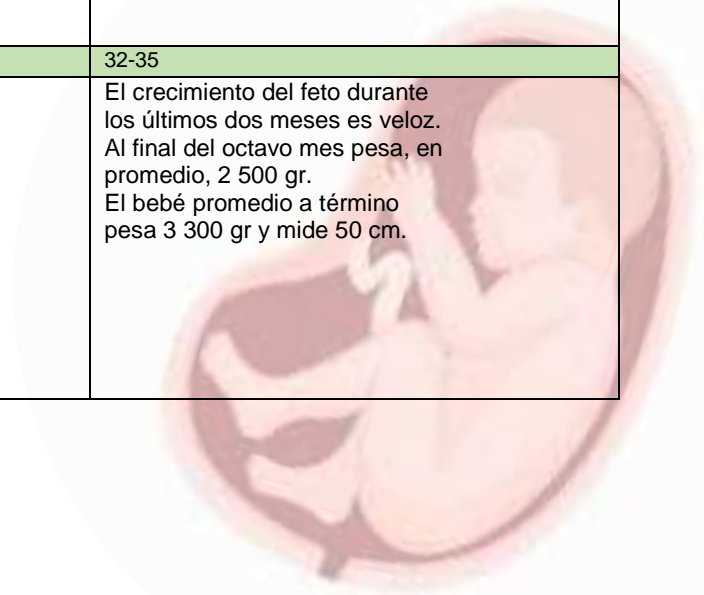 32-35
El crecimiento del feto durante
los últimos dos meses es veloz.
Al final del octavo mes pesa, en
promedio, 2 500 gr.
El bebé promedio a término
pesa 3 300 gr y mide 50 cm.